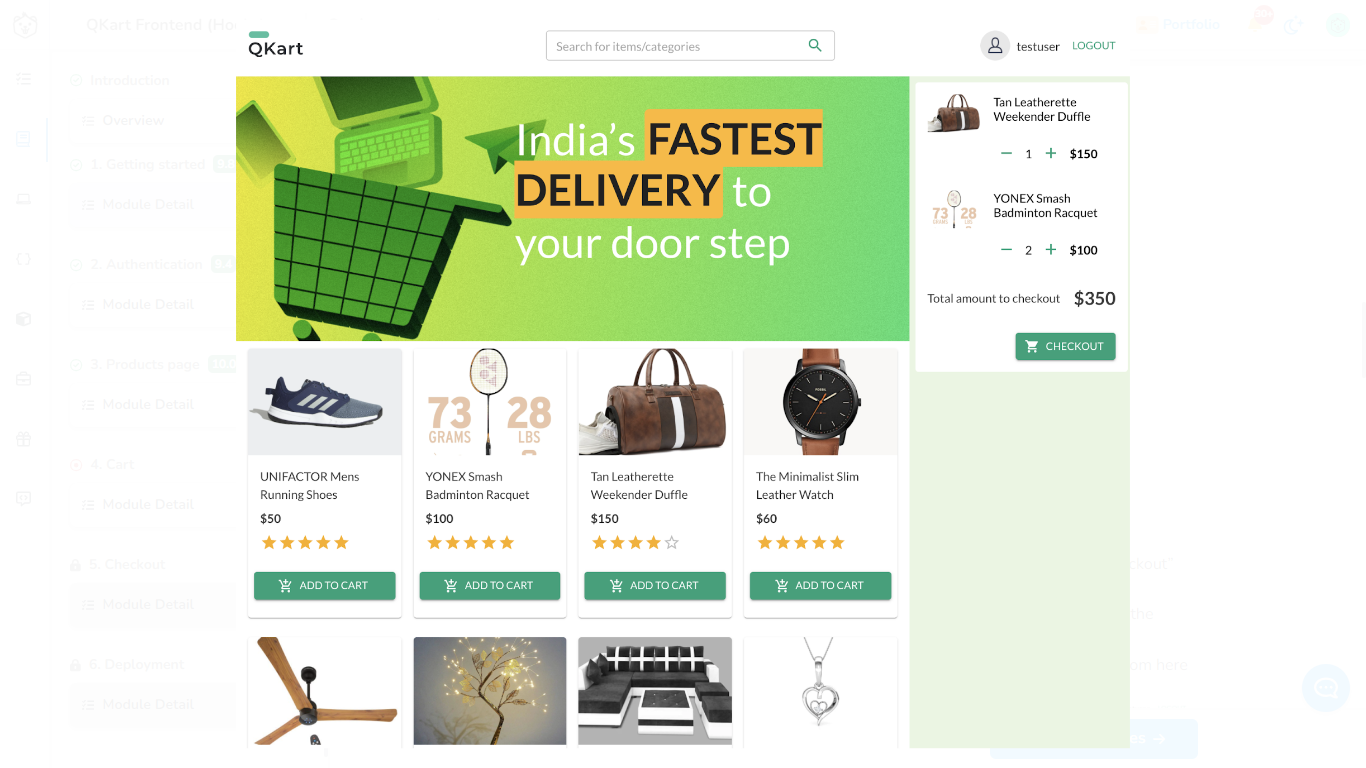 QKart Frontend (Ho
Portfolio
Introduction
Overview
1. Getting started
Module Detail
2. Authentication
Module Detail
3. Products page
Module Detail
4. Cart
Module Detail
5. Checkout
Module Detail
6. Deployment
Module Detail
QKart
Search for items/categories
testuser
LOGOUT
India's FASTEST
DELIVERY to
your door step
Tan Leatherette
Weekender Duffle
1
$150
73 28
YONEX Smash
GRAMS LBS
Badminton Racquet
2
$100
Total amount to checkout $350
CHECKOUT
73 28
GRAMS LBS
UNIFACTOR Mens
Running Shoes
$50
ADD TO CART
YONEX Smash
Badminton Racquet
$100
ADD TO CART
Tan Leatherette
Weekender Duffle
$150
ADD TO CART
FOSSIL
The Minimalist Slim
Leather Watch
$60
ADD TO CART